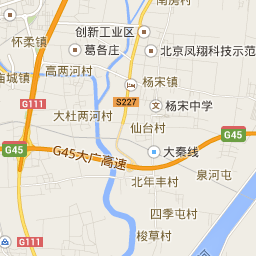 南房村
怀柔镇
创新工业区
葛各庄
北京凤翔科技示范
高两河村
庙城镇
杨宋镇
S227
G111
杨宋中学
大杜两河村
仙台村
G45
G45
G45大广高速
大秦线
泉河屯
北年丰村
四季屯村
G111
梭草村